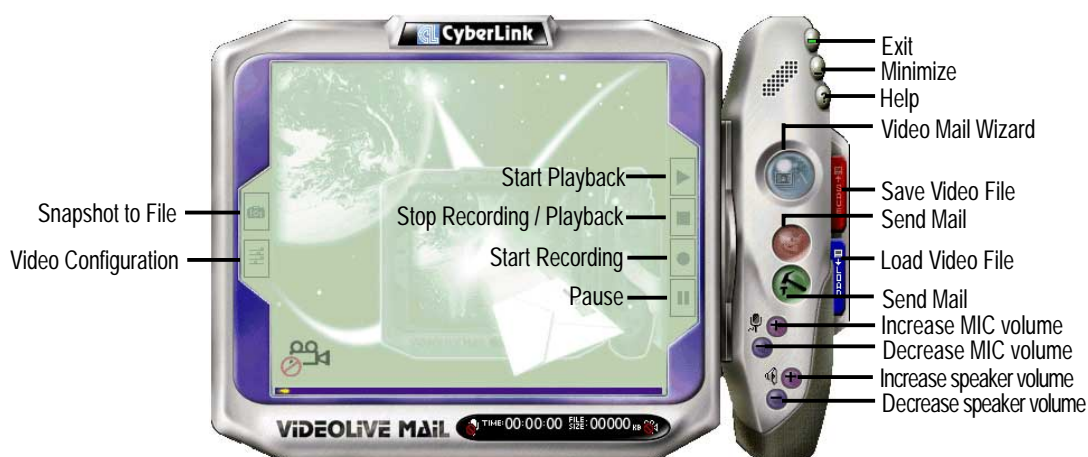 CyberLink
Exit
Minimize
?
Help
Video Mail Wizard
Start Playback
Save Video File
SAVE
Snapshot to File
Stop Recording / Playback
Send Mail
Video Configuration
Start Recording
Load Video File
LOAD
Pause
Send Mail
Increase MIC volume
Decrease MIC volume
Increase speaker volume
Decrease speaker volume
VIDEOLIVE MAIL
TIME: 00:00:00 FILE SIZE: 00000 KB